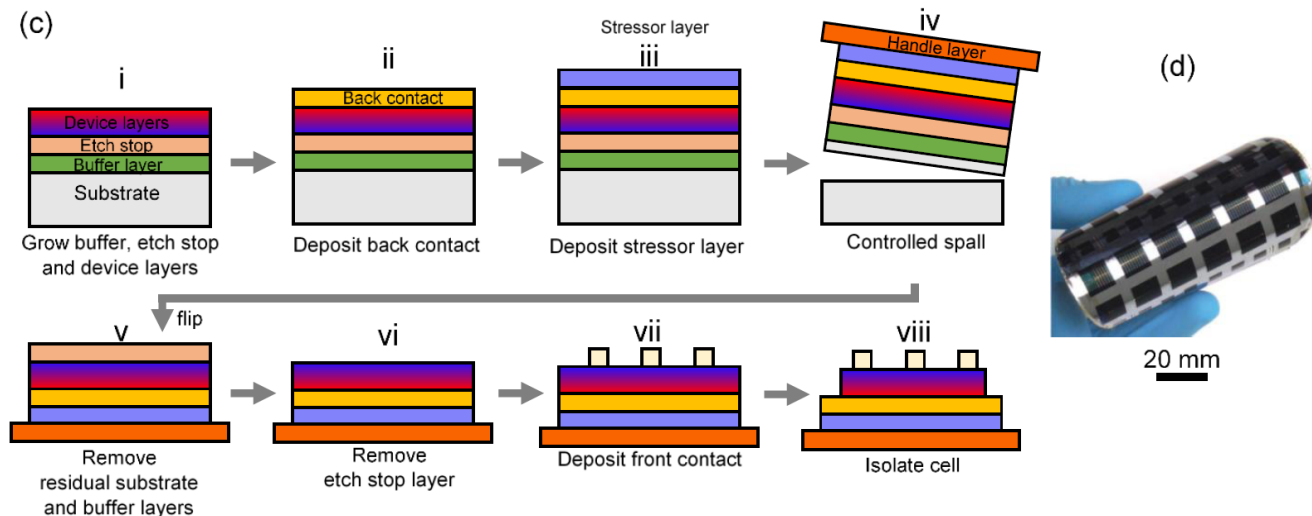 (c)
i
Device layers
Etch stop
Buffer layer
Substrate
Grow buffer, etch stop
and device layers
ii
Back contact
Deposit back contact
Stressor layer
iii
Deposit stressor layer
iv
Handle layer
Controlled spall
(d)
20 mm
flip
v
Remove
residual substrate
and buffer layers
vi
Remove
etch stop layer
vii
Deposit front contact
viii
Isolate cell